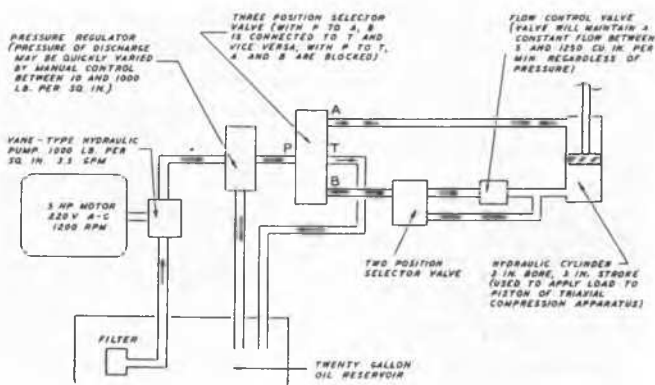 THREE POSITION SELECTOR
VALVE (WITH P TO A, B
IS CONNECTED TO T AND
VICE VERSA, WITH P TO T,
A AND B ARE BLOCKED)
FLOW CONTROL VALVE
(VALVE WILL MAINTAIN A
CONSTANT FLOW BETWEEN
5 AND 1250 CU. IN. PER
MIN. REGARDLESS OF
PRESSURE)
PRESSURE REGULATOR
(PRESSURE OF DISCHARGE
MAY BE QUICKLY VARIED
BY MANUAL CONTROL
BETWEEN 10 AND 1000
LB. PER SQ. IN.)
VANE-TYPE HYDRAULIC
PUMP. 1000 LB. PER
SQ. IN. 3.5 GPM
A
P
T
B
5 HP MOTOR
220 V A-C
1200 RPM
TWO POSITION
SELECTOR VALVE
HYDRAULIC CYLINDER
3 IN. BORE, 3 IN. STROKE
(USED TO APPLY LOAD TO
PISTON OF TRIAXIAL
COMPRESSION APPARATUS)
FILTER
TWENTY GALLON
OIL RESERVOIR